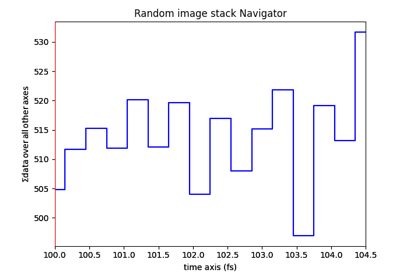 Random image stack Navigator
530
525
520
515
510
505
500
Σdata over all other axes
100.0 100.5 101.0 101.5 102.0 102.5 103.0 103.5 104.0 104.5
time axis (fs)